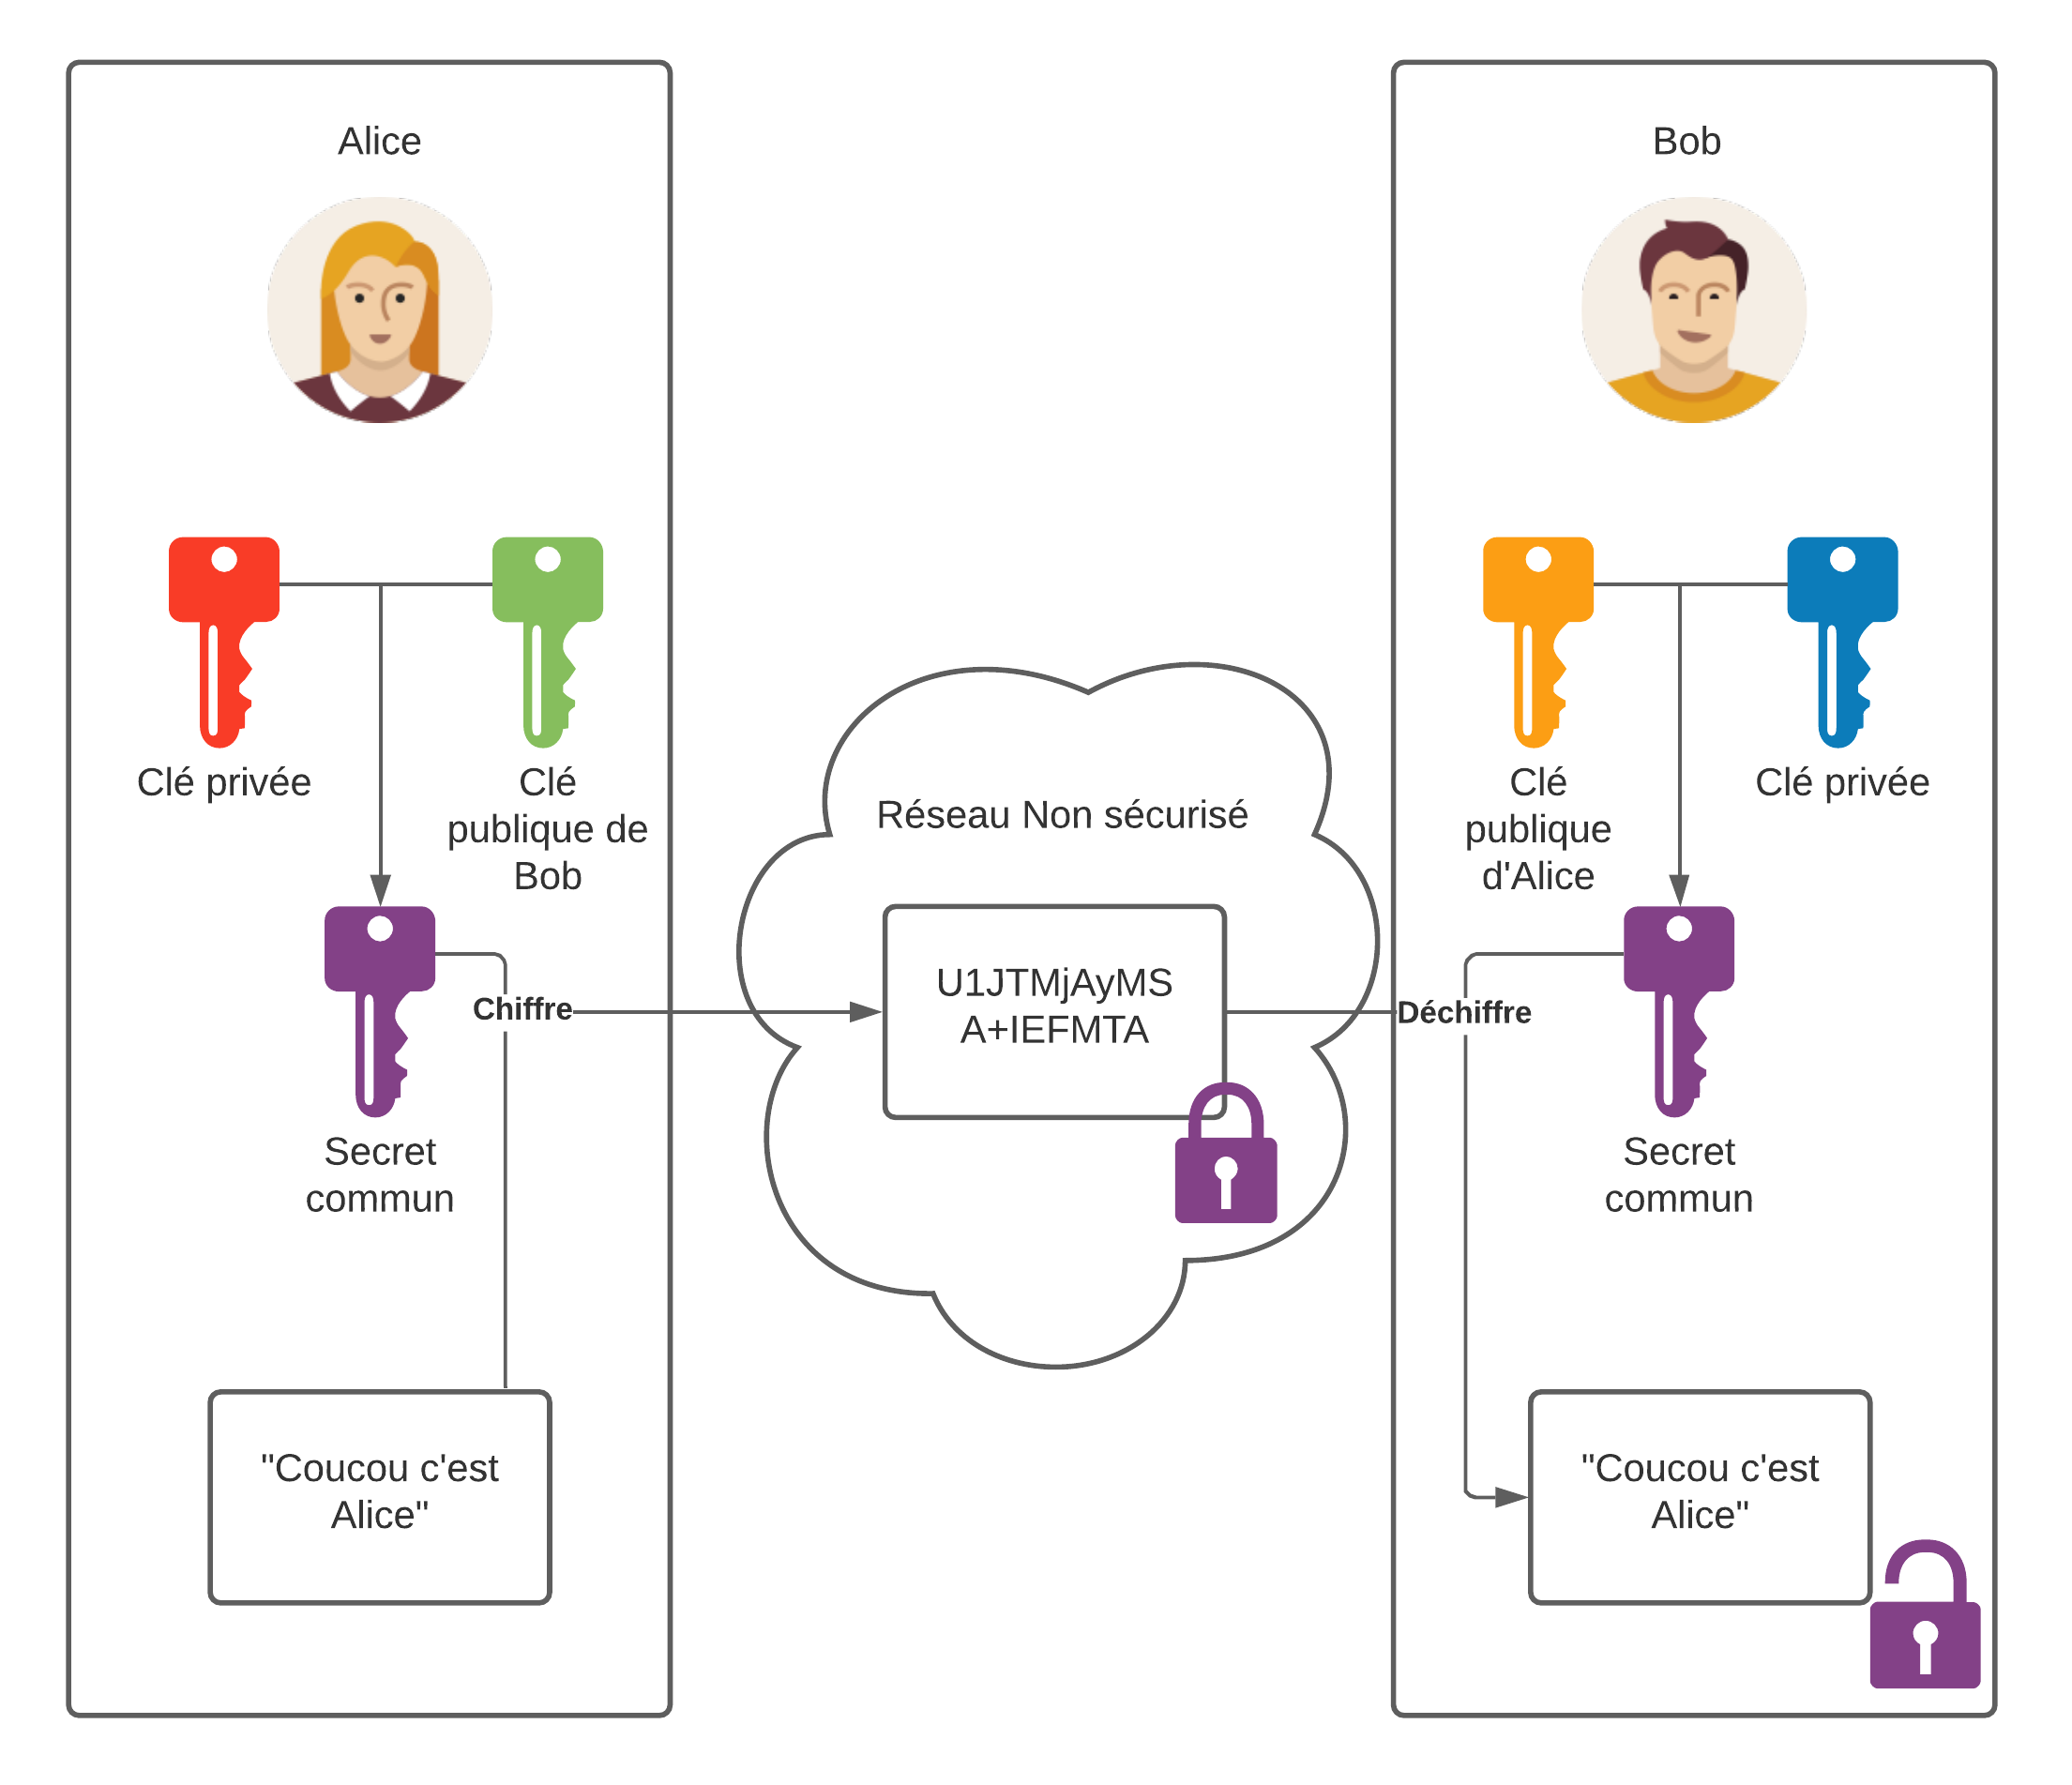 Alice
Clé privée
Clé
publique de
Bob
Secret
commun
Chiffre
"Coucou c'est
Alice"
Réseau Non sécurisé
U1JTMjAyMS
A+IEFMTA
Bob
Clé
publique
d'Alice
Clé privée
Déchiffre
Secret
commun
"Coucou c'est
Alice"